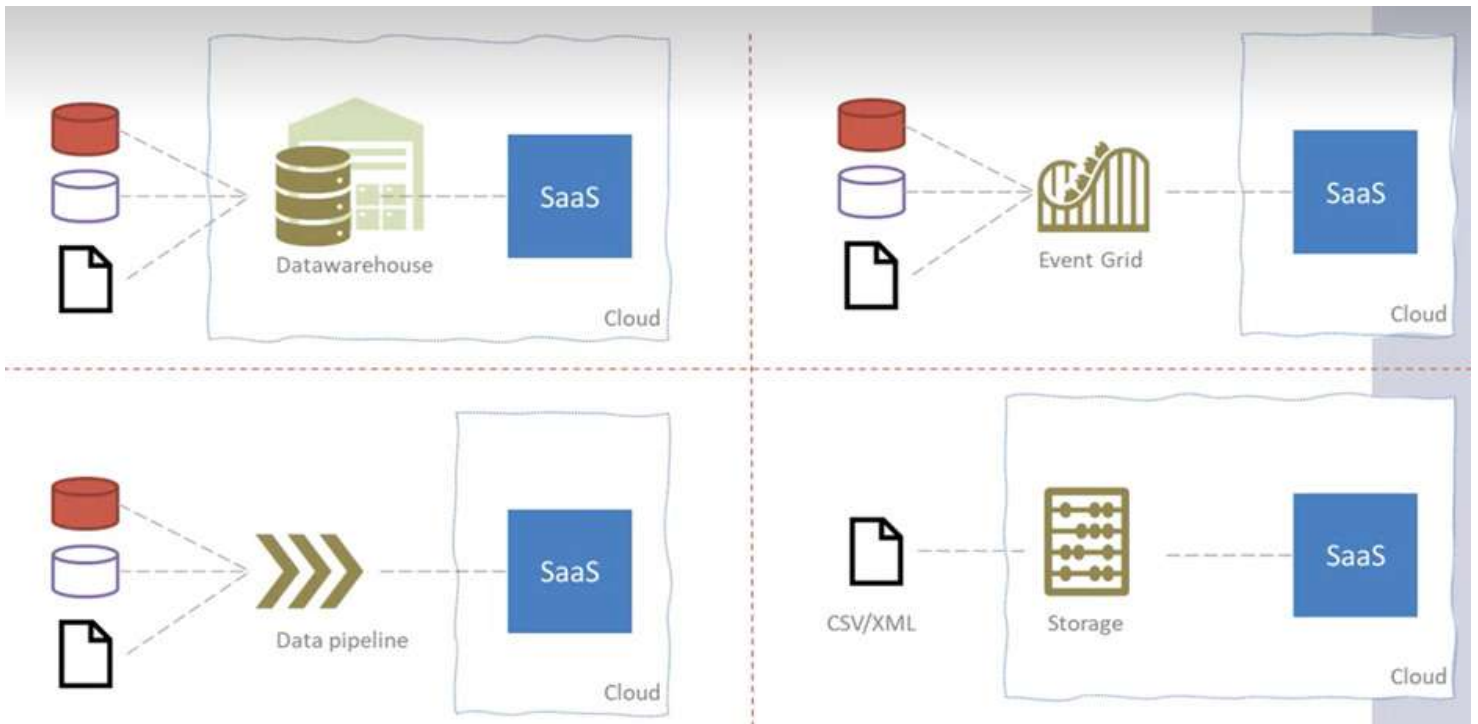 SaaS
Datawarehouse
Cloud
SaaS
Event Grid
Cloud
SaaS
Data pipeline
Cloud
SaaS
CSV/XML
Storage
Cloud